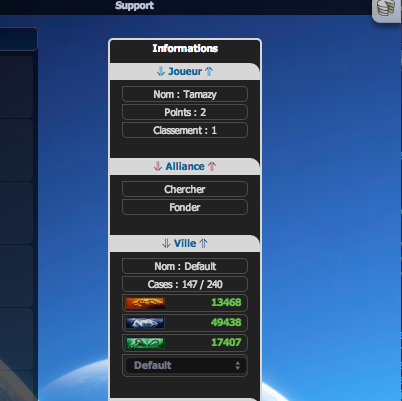 Support
Informations
Joueur
Nom : Tamazy
Points : 2
Classement : 1
Alliance
Chercher
Fonder
Ville
Nom : Default
Cases : 147 / 240
13468
49438
17407
Default